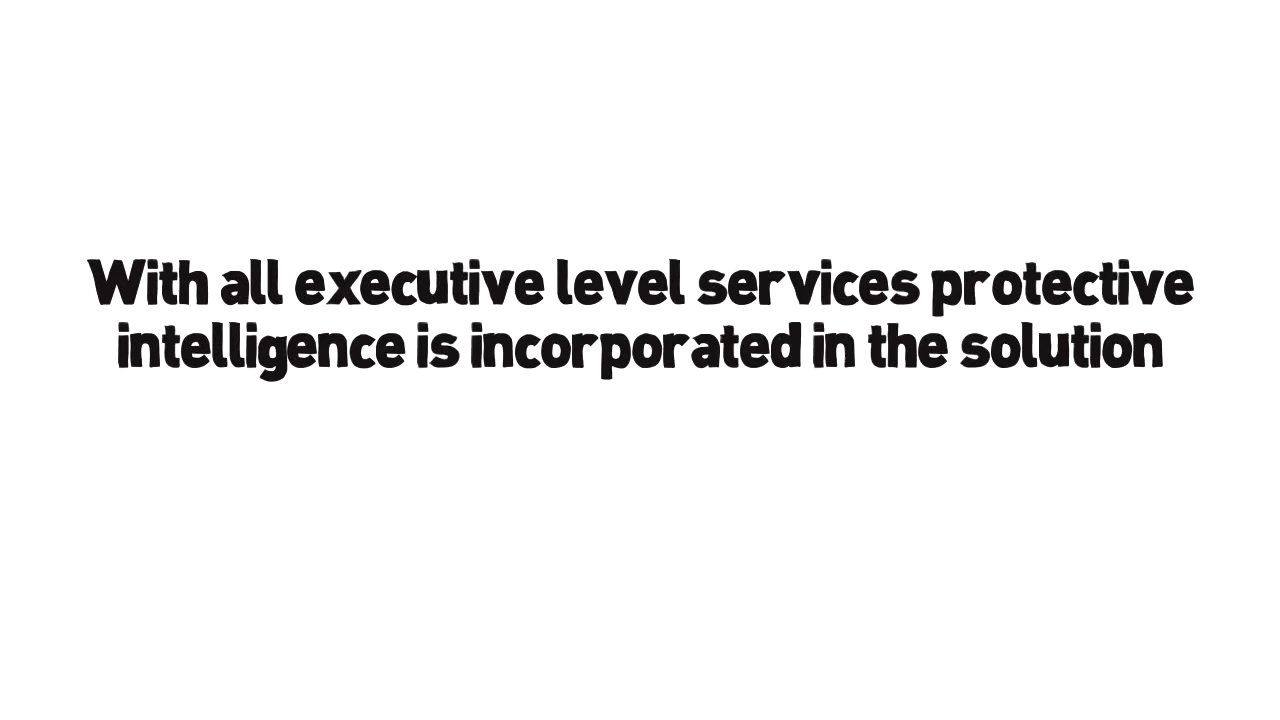 With all executive level services protective
intelligence is incorporated in the solution